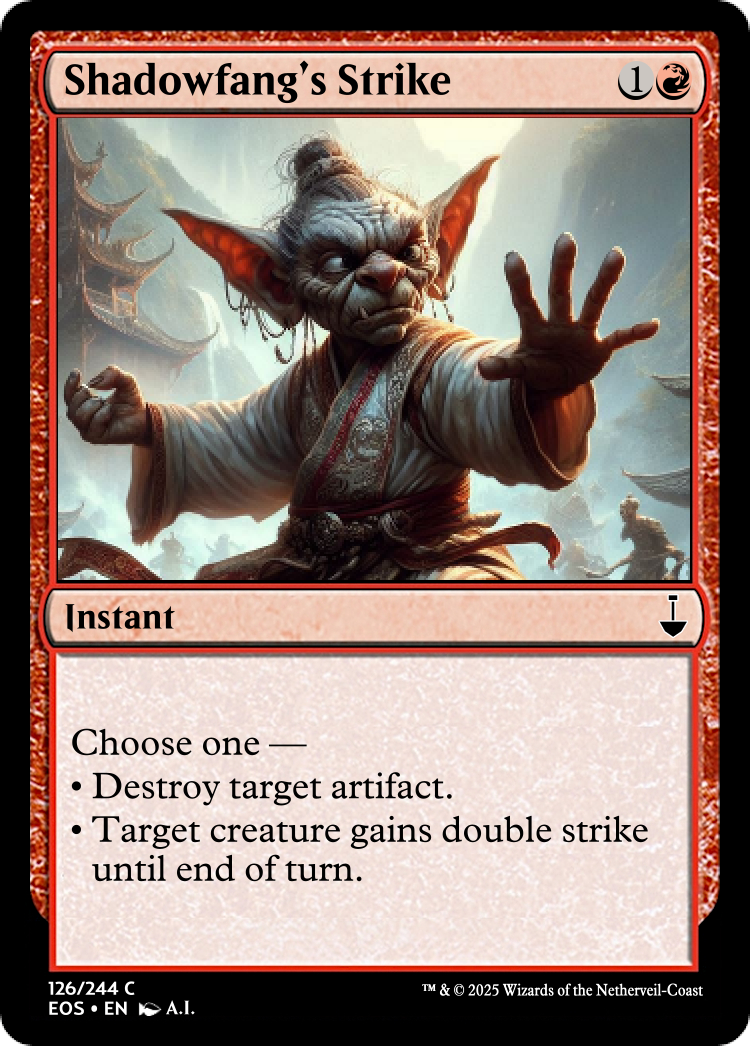 Shadowfang's Strike 1
Instant
Choose one —
• Destroy target artifact.
• Target creature gains double strike
until end of turn.
126/244 C
EOS • EN A.I.
™ & © 2025 Wizards of the Netherveil-Coast